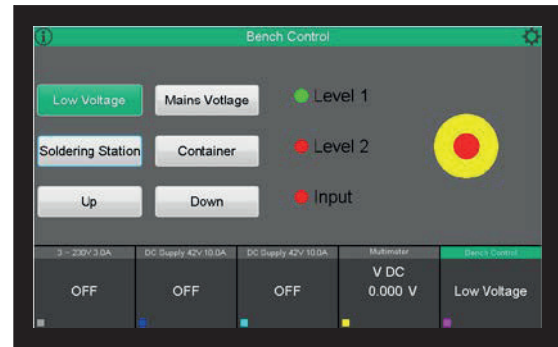 Bench Control
Low Voltage
Mains Votlage
Level 1
Soldering Station
Container
Level 2
Up
Down
Input
3 ~ 230V 3.0A
DC Supply 42V 10.0A
DC Supply 42V 10.0A
Multimeter
Bench Control
OFF
OFF
OFF
V DC
0.000 V
Low Voltage